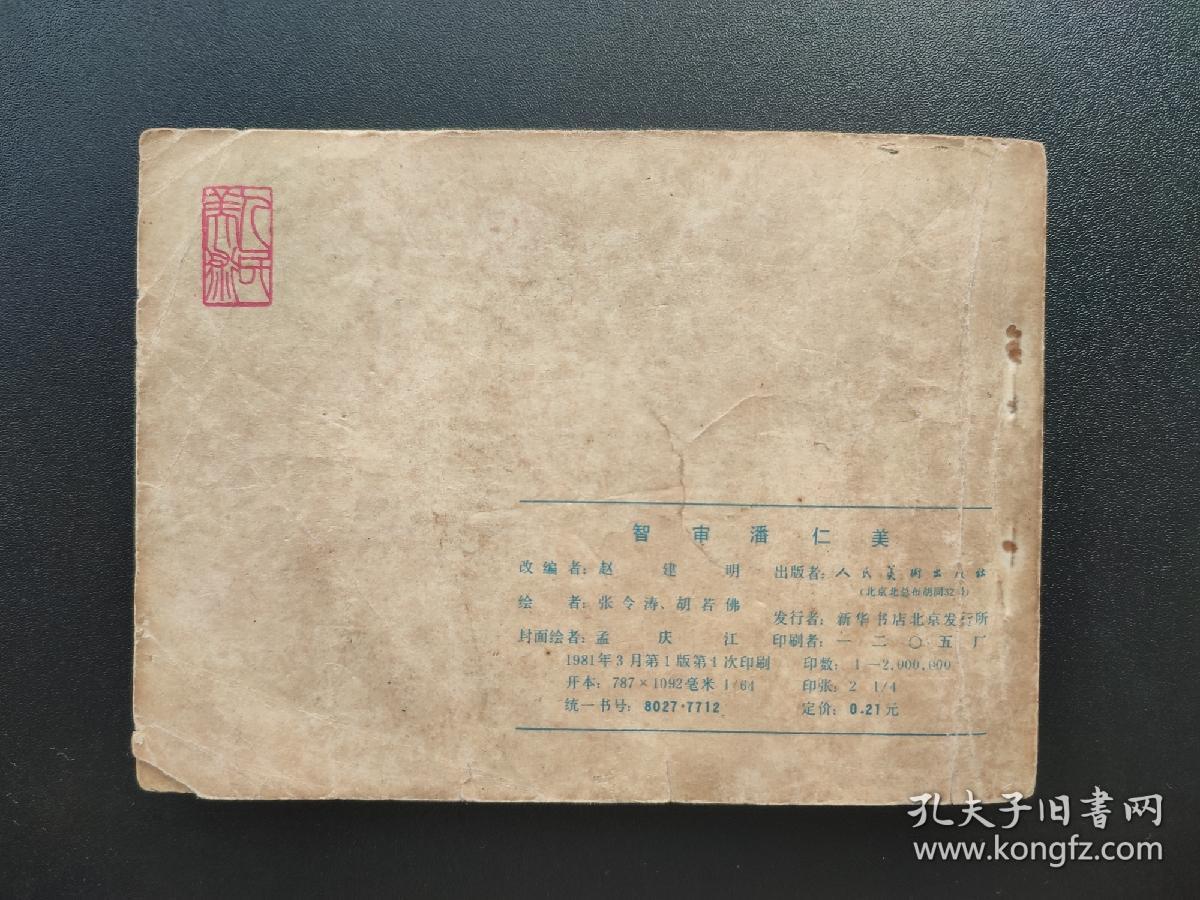 人民
美术
智审潘仁美
改编者：赵建明
绘者：张令涛、胡若佛
封面绘者：孟庆江
1981年3月第1版第1次印刷
开本：787×1092毫米 1/64
统一书号：8027·7712
出版者：人民美術出版社
（北京北总布胡同32号）
发行者：新华书店北京发行所
印刷者：一二〇五厂
印数：1—2,000,000
印张：2 1/4
定价：0.21元
孔夫子旧书网
www.kongfz.com